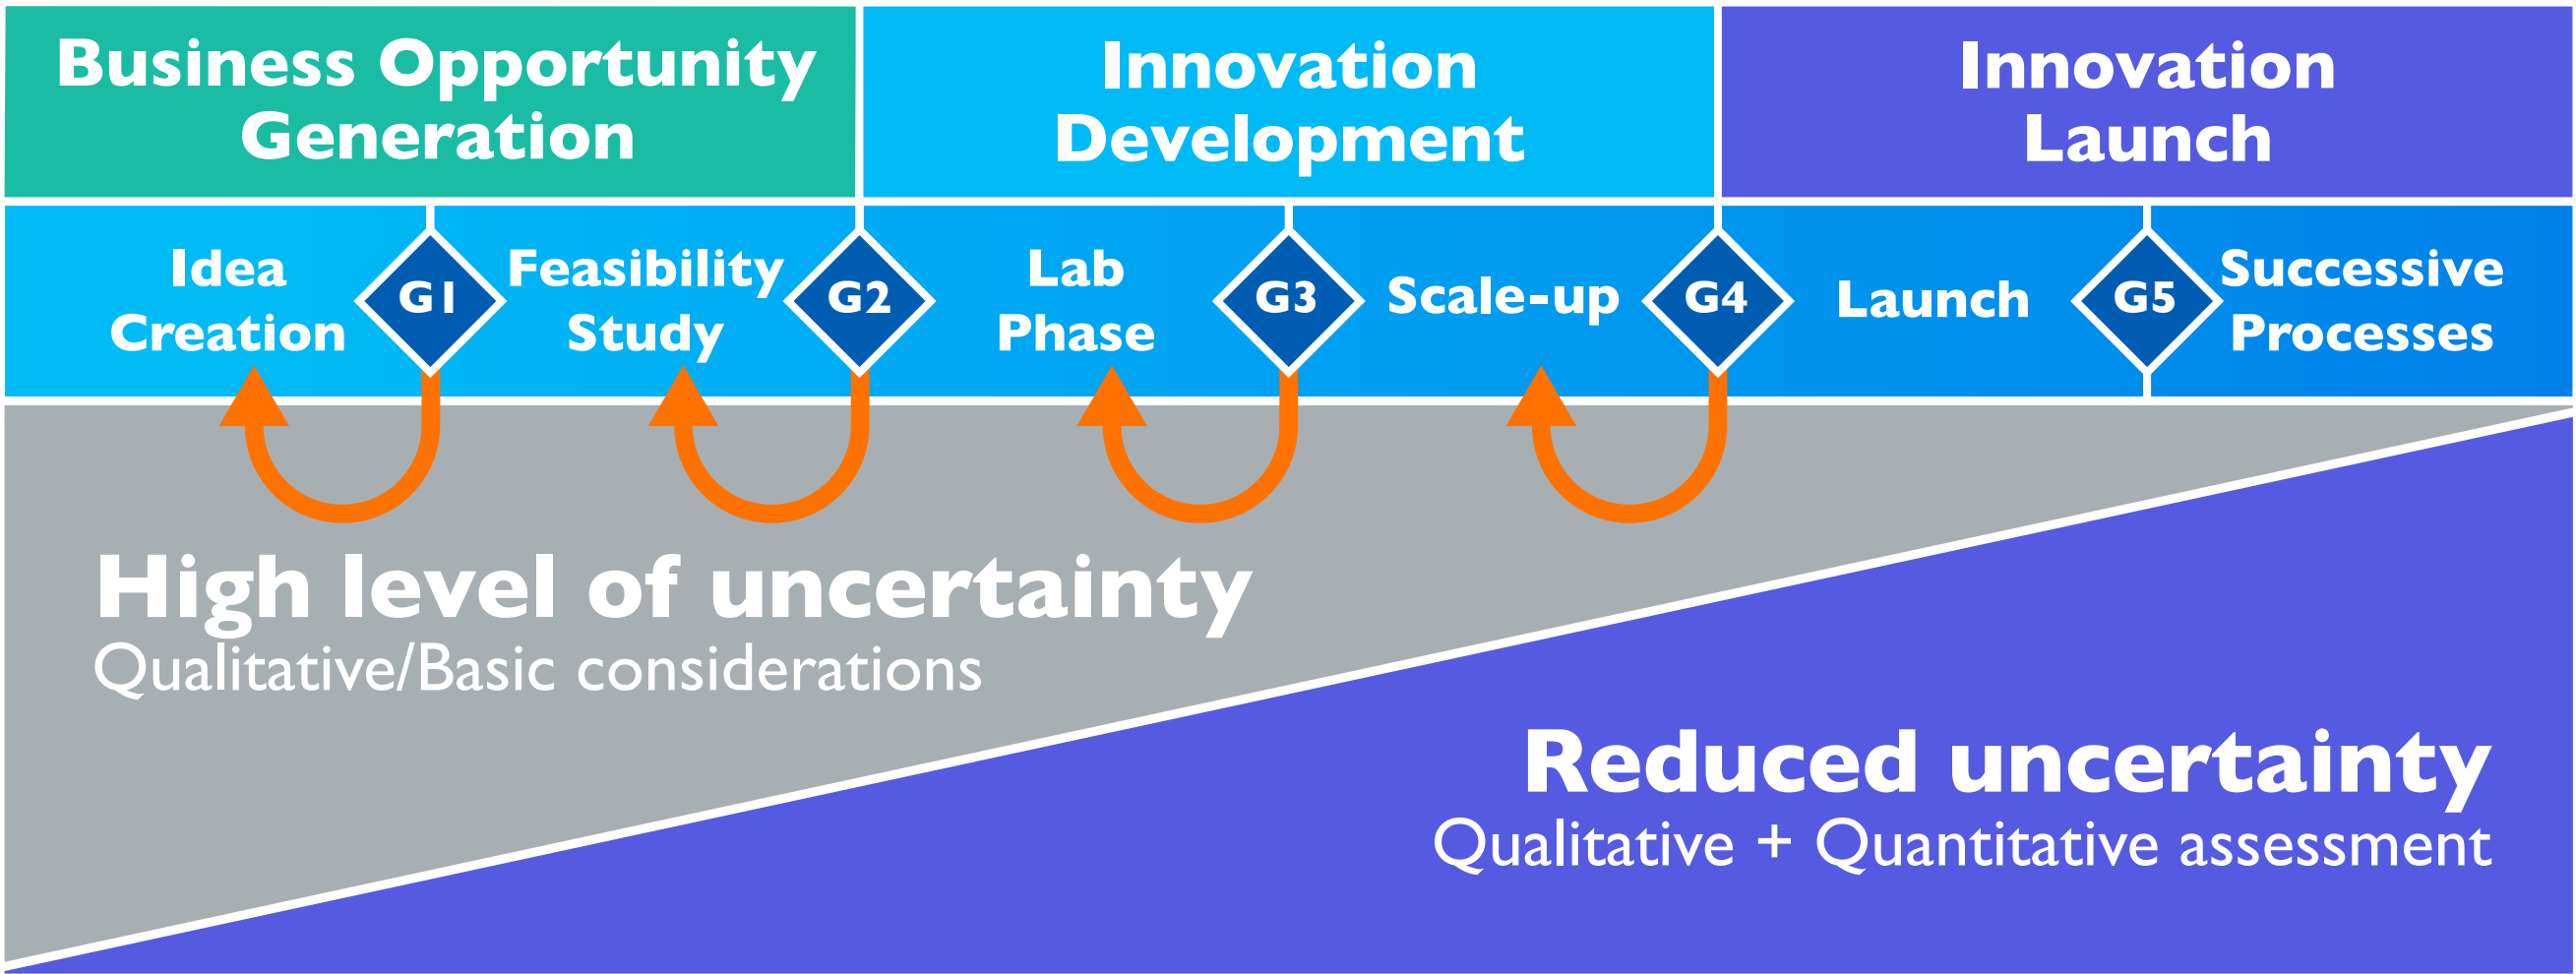 Business Opportunity
Generation
Innovation
Development
Innovation
Launch
Idea
Creation
G1
Feasibility
Study
G2
Lab
Phase
G3
Scale-up
G4
Launch
G5
Successive
Processes
High level of uncertainty
Qualitative/Basic considerations
Reduced uncertainty
Qualitative + Quantitative assessment